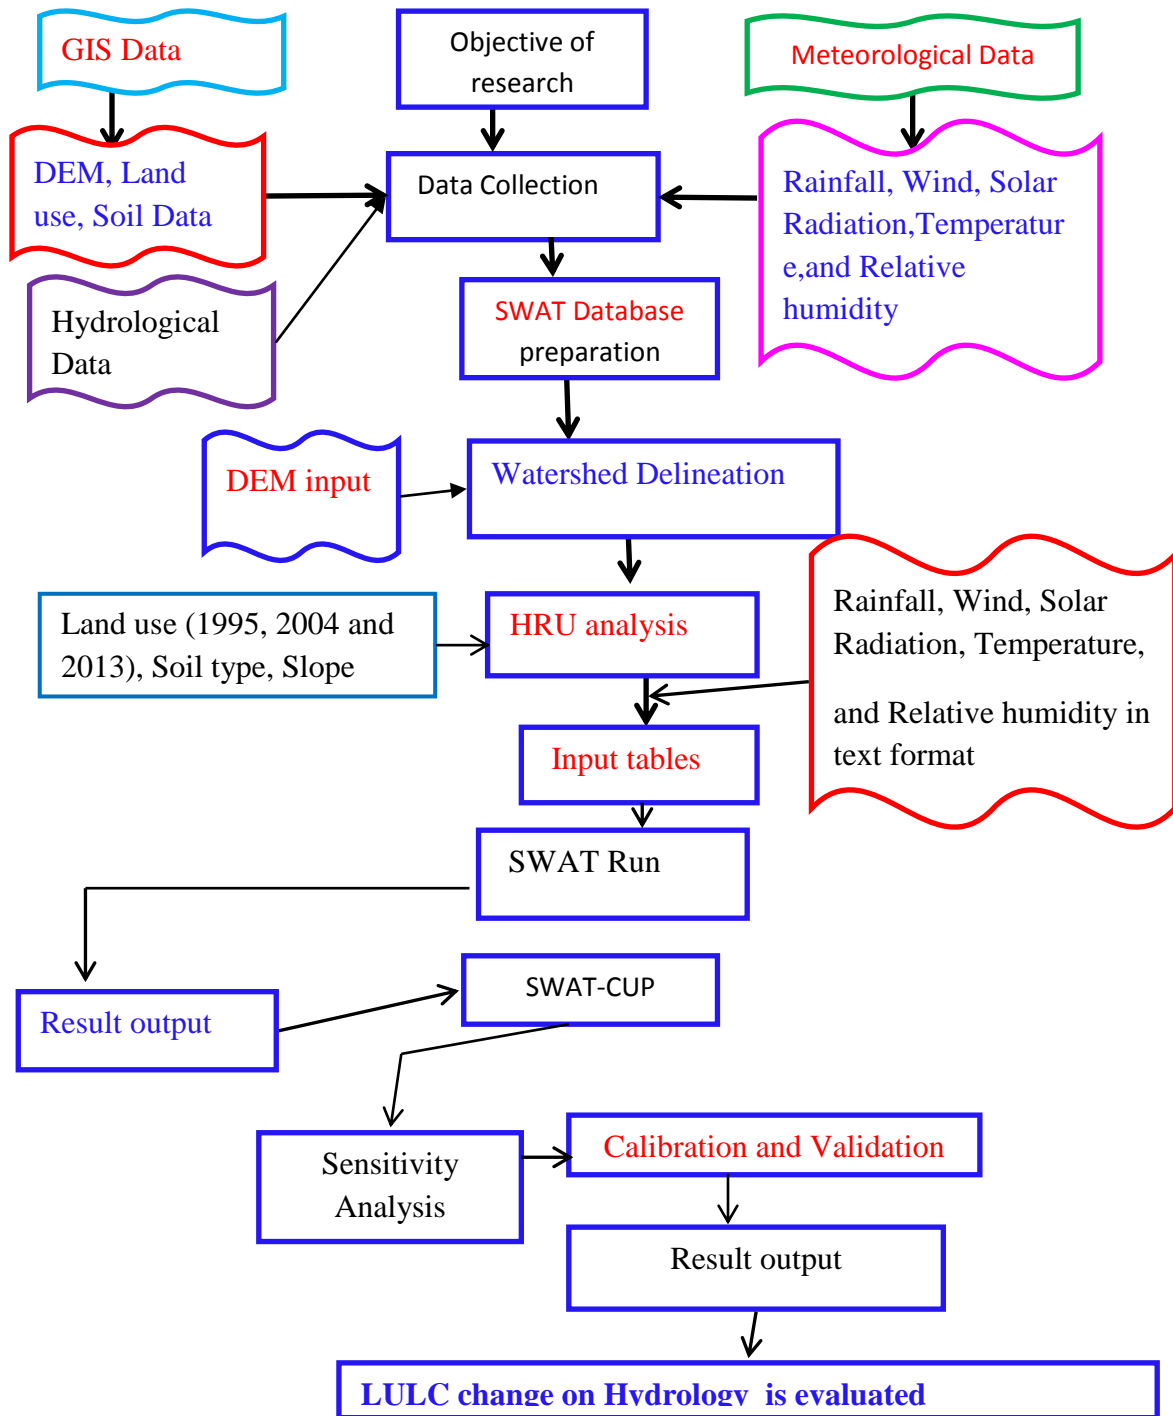 GIS Data
Objective of
research
Meteorological Data
DEM, Land
use, Soil Data
Data Collection
Rainfall, Wind, Solar
Radiation,Temperatur
e,and Relative
humidity
Hydrological
Data
SWAT Database
preparation
DEM input
Watershed Delineation
Land use (1995, 2004 and
2013), Soil type, Slope
HRU analysis
Rainfall, Wind, Solar
Radiation, Temperature,
and Relative humidity in
text format
Input tables
SWAT Run
Result output
SWAT-CUP
Sensitivity
Analysis
Calibration and Validation
Result output
LULC change on Hydrology is evaluated